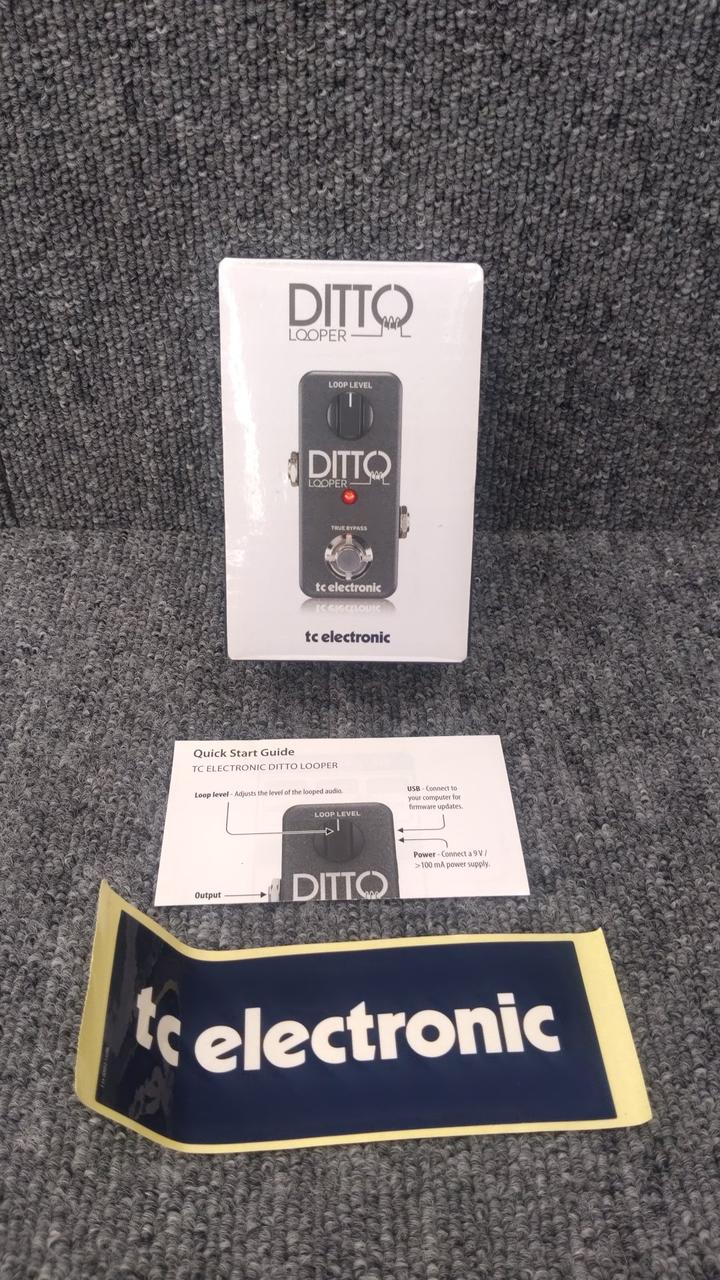 DITTO
LOOPER
LOOP LEVEL
DITTO
LOOPER
TRUE BYPASS
tc electronic
tc electronic
Quick Start Guide
TC ELECTRONIC DITTO LOOPER
Loop level - Adjusts the level of the looped audio.
USB - Connect to
your computer for
firmware updates.
LOOP LEVEL
Power - Connect a 9 V /
>100 mA power supply.
Output
DITTO
tc electronic